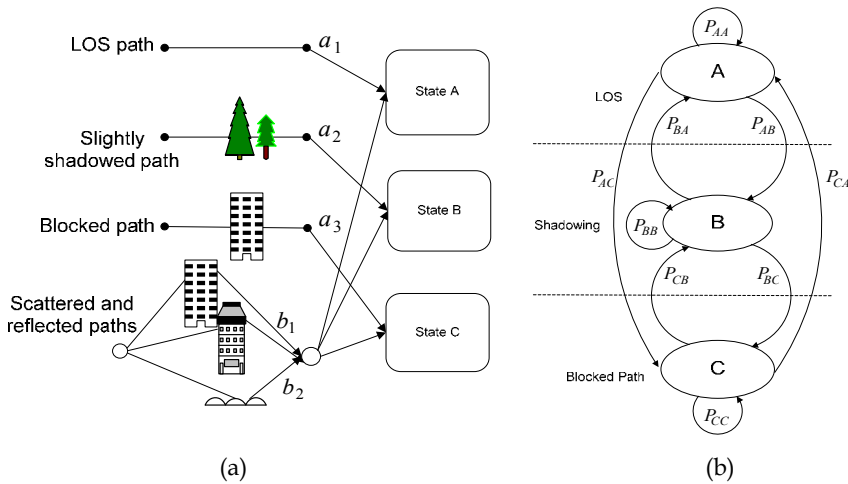 LOS path
a1
State A
Slightly
shadowed path
a2
State B
Blocked path
a3
Scattered and
reflected paths
b1
State C
b2
(a)
PAA
A
LOS
PBA
PAB
PAC
PCA
Shadowing
PBB
B
PCB
PBC
Blocked Path
C
PCC
(b)